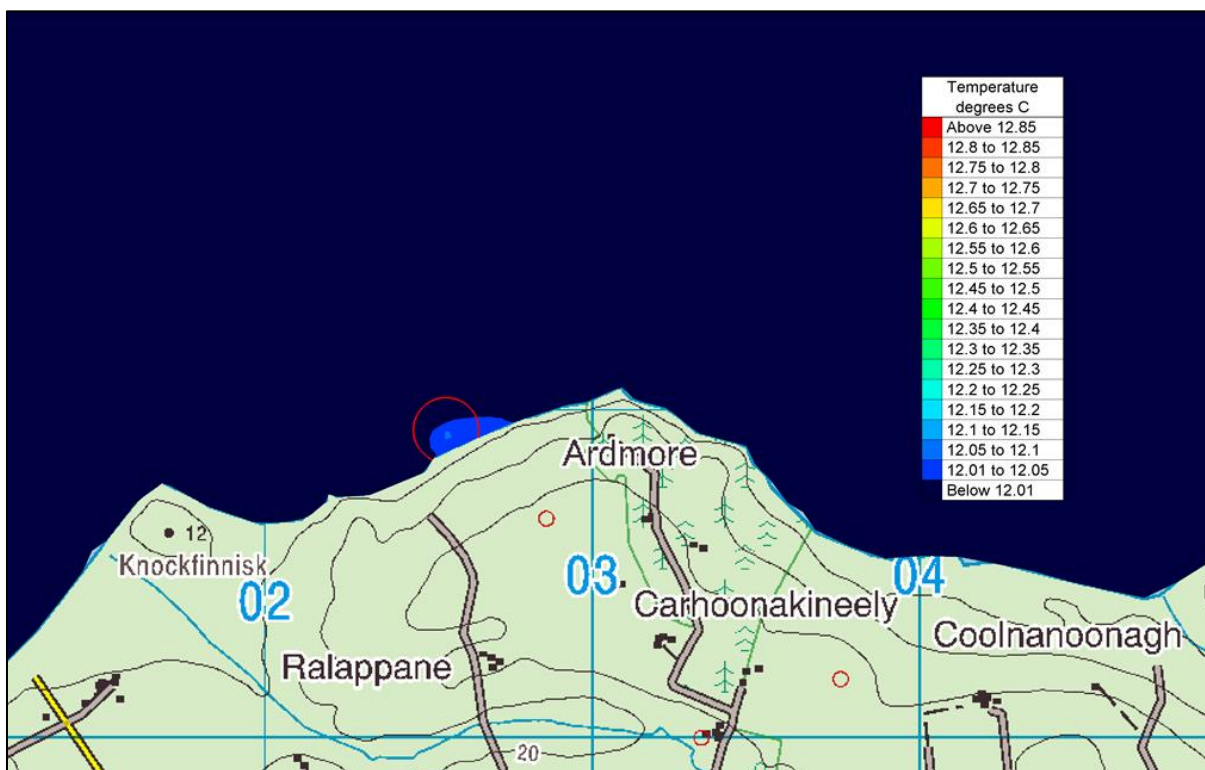 Temperature
degrees C
Above 12.85
12.8 to 12.85
12.75 to 12.8
12.7 to 12.75
12.65 to 12.7
12.6 to 12.65
12.55 to 12.6
12.5 to 12.55
12.45 to 12.5
12.4 to 12.45
12.35 to 12.4
12.3 to 12.35
12.25 to 12.3
12.2 to 12.25
12.15 to 12.2
12.1 to 12.15
12.05 to 12.1
12.01 to 12.05
Below 12.01
Ardmore
12
Knockfinnisk
02
03
04
Carhoonakineely
Coolnanoonagh
Ralappane
20